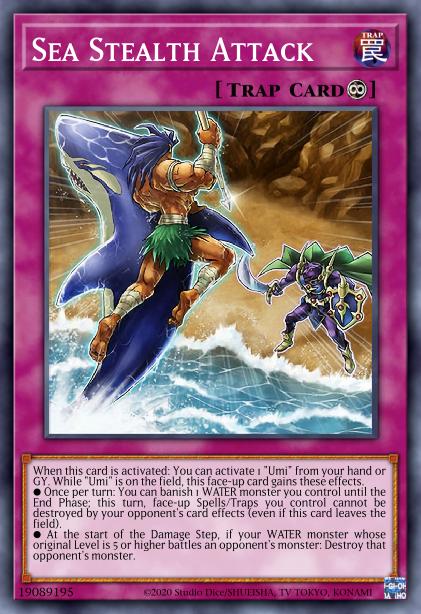 Sea Stealth Attack
TRAP
罠
[Trap Card]
When this card is activated: You can activate 1 "Umi" from your hand or
GY. While "Umi" is on the field, this face-up card gains these effects.
● Once per turn: You can banish 1 WATER monster you control until the
End Phase; this turn, face-up Spells/Traps you control cannot be
destroyed by your opponent's card effects (even if this card leaves the
field).
● At the start of the Damage Step, if your WATER monster whose
original Level is 5 or higher battles an opponent's monster: Destroy that
opponent's monster.
19089195
©2020 Studio Dice/SHUEISHA, TV TOKYO, KONAMI